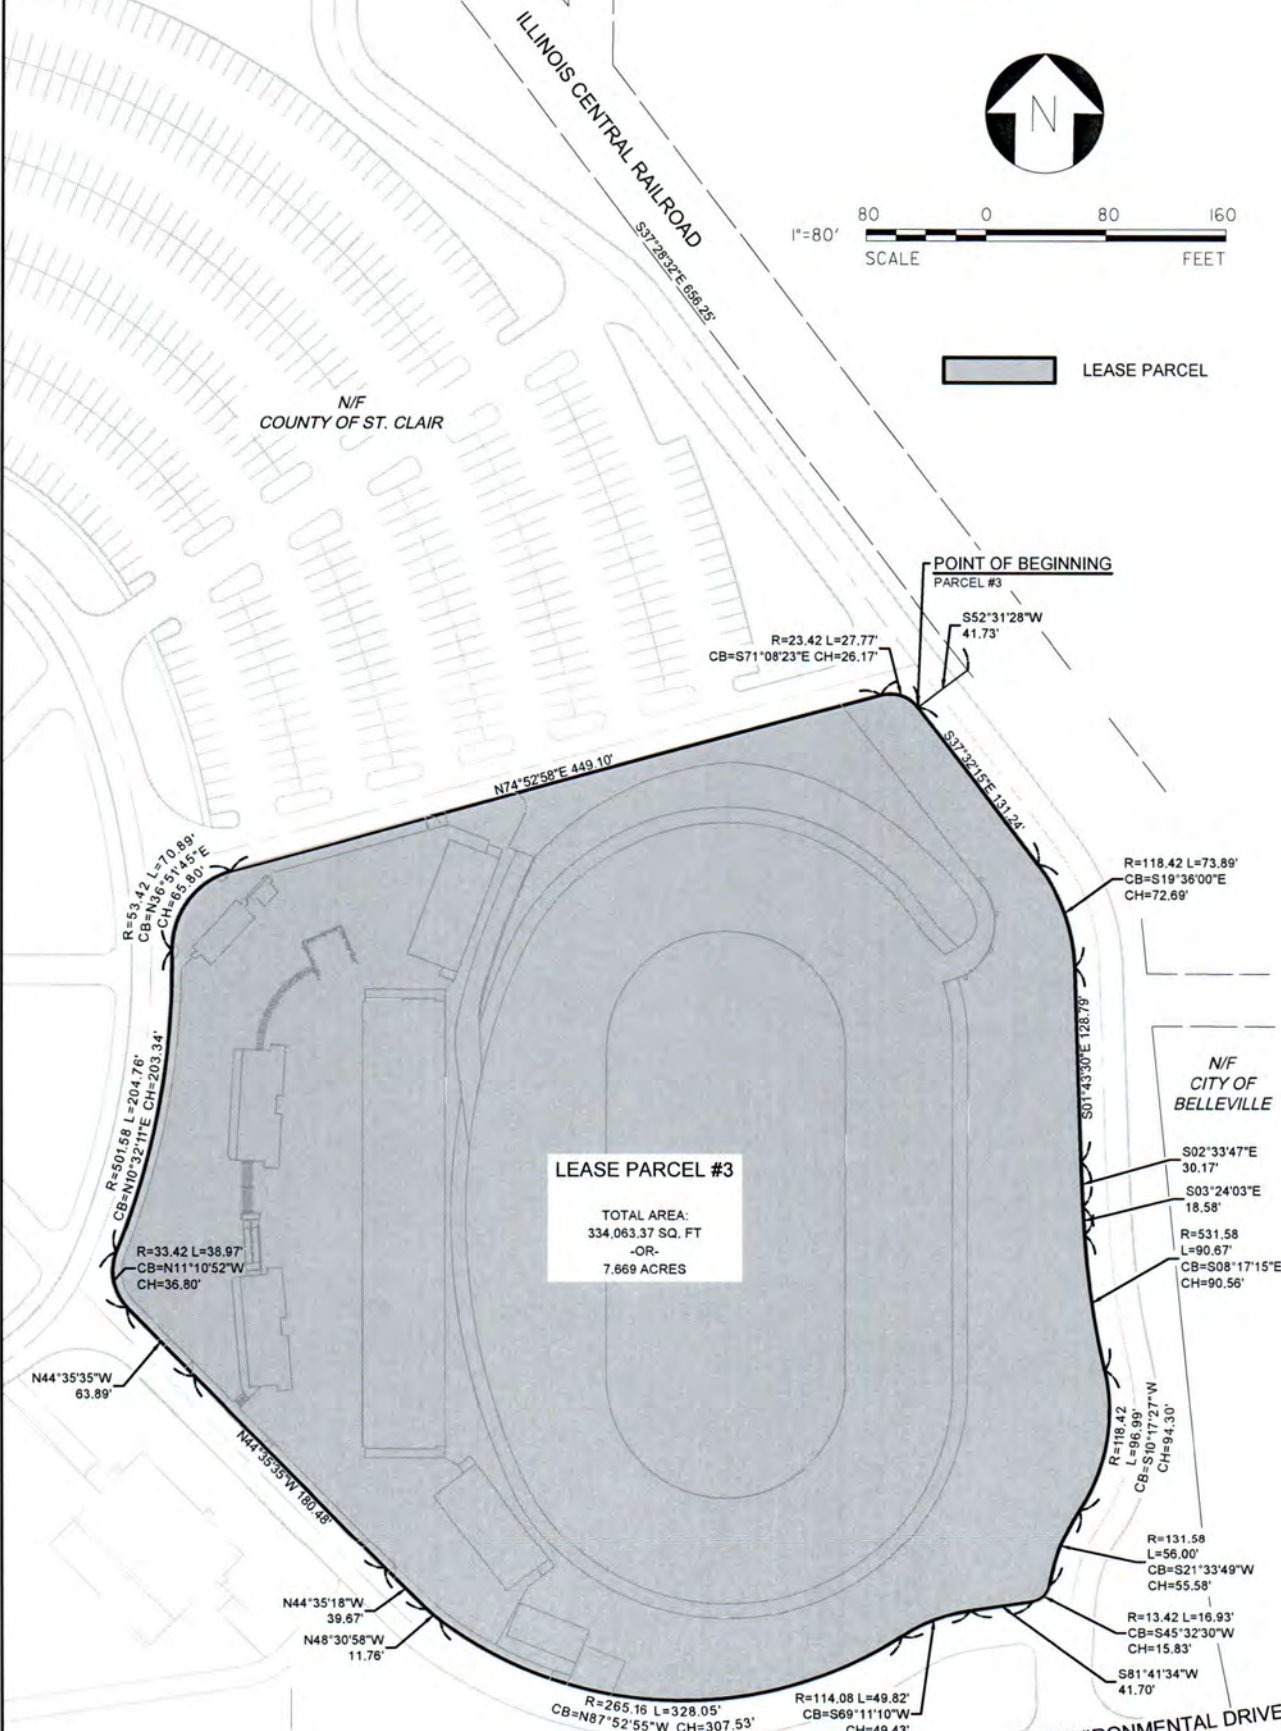 ILLINOIS CENTRAL RAILROAD
S37°28'32"E 656.25'
N
80 0 80 160
1"=80'
SCALE FEET
LEASE PARCEL
N/F
COUNTY OF ST. CLAIR
POINT OF BEGINNING
PARCEL #3
S52°31'28"W
41.73'
R=23.42 L=27.77'
CB=S71°08'23"E CH=26.17'
N74°52'58"E 449.10'
S37°32'15"E 131.24'
R=53.42 L=70.89'
CB=N36°51'45"E
CH=65.80'
R=118.42 L=73.89'
CB=S19°36'00"E
CH=72.69'
S01°43'30"E 128.79'
N/F
CITY OF
BELLEVILLE
R=501.58 L=204.76'
CB=N10°32'11"E CH=203.34'
S02°33'47"E
30.17'
S03°24'03"E
18.58'
LEASE PARCEL #3
TOTAL AREA:
334,063.37 SQ. FT
-OR-
7.669 ACRES
R=33.42 L=38.97'
CB=N11°10'52"W
CH=36.80'
R=531.58
L=90.67'
CB=S08°17'15"E
CH=90.56'
N44°35'35"W
63.89'
N44°35'35"W 180.48'
R=118.42
L=96.99'
CB=S10°17'27"W
CH=94.30'
R=131.58
L=56.00'
CB=S21°33'49"W
CH=55.58'
N44°35'18"W
39.67'
N48°30'58"W
11.76'
R=13.42 L=16.93'
CB=S45°32'30"W
CH=15.83'
S81°41'34"W
41.70'
R=265.16 L=328.05'
CB=N87°52'55"W CH=307.53'
R=114.08 L=49.82'
CB=S69°11'10"W
CH=49.43'
IRONMENTAL DRIVE